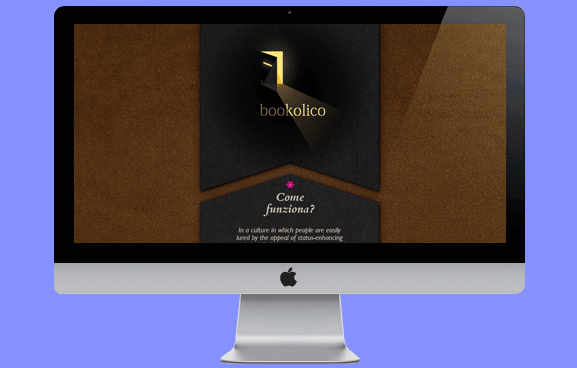 bookolico
*
Come
funziona?
In a culture in which people are easily
lured by the appeal of status-enhancing